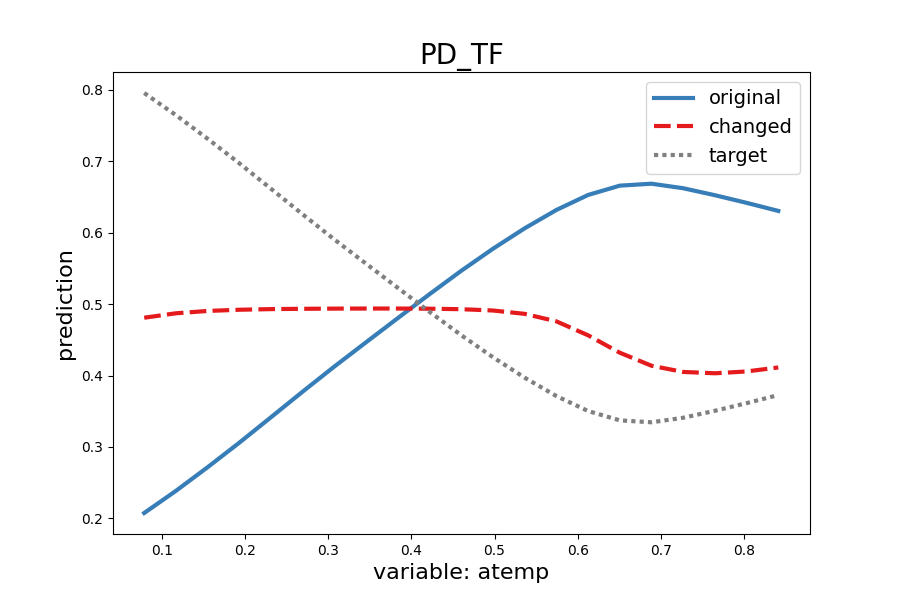 PD_TF
original
changed
target
prediction
0.8
0.7
0.6
0.5
0.4
0.3
0.2
0.1 0.2 0.3 0.4 0.5 0.6 0.7 0.8
variable: atemp